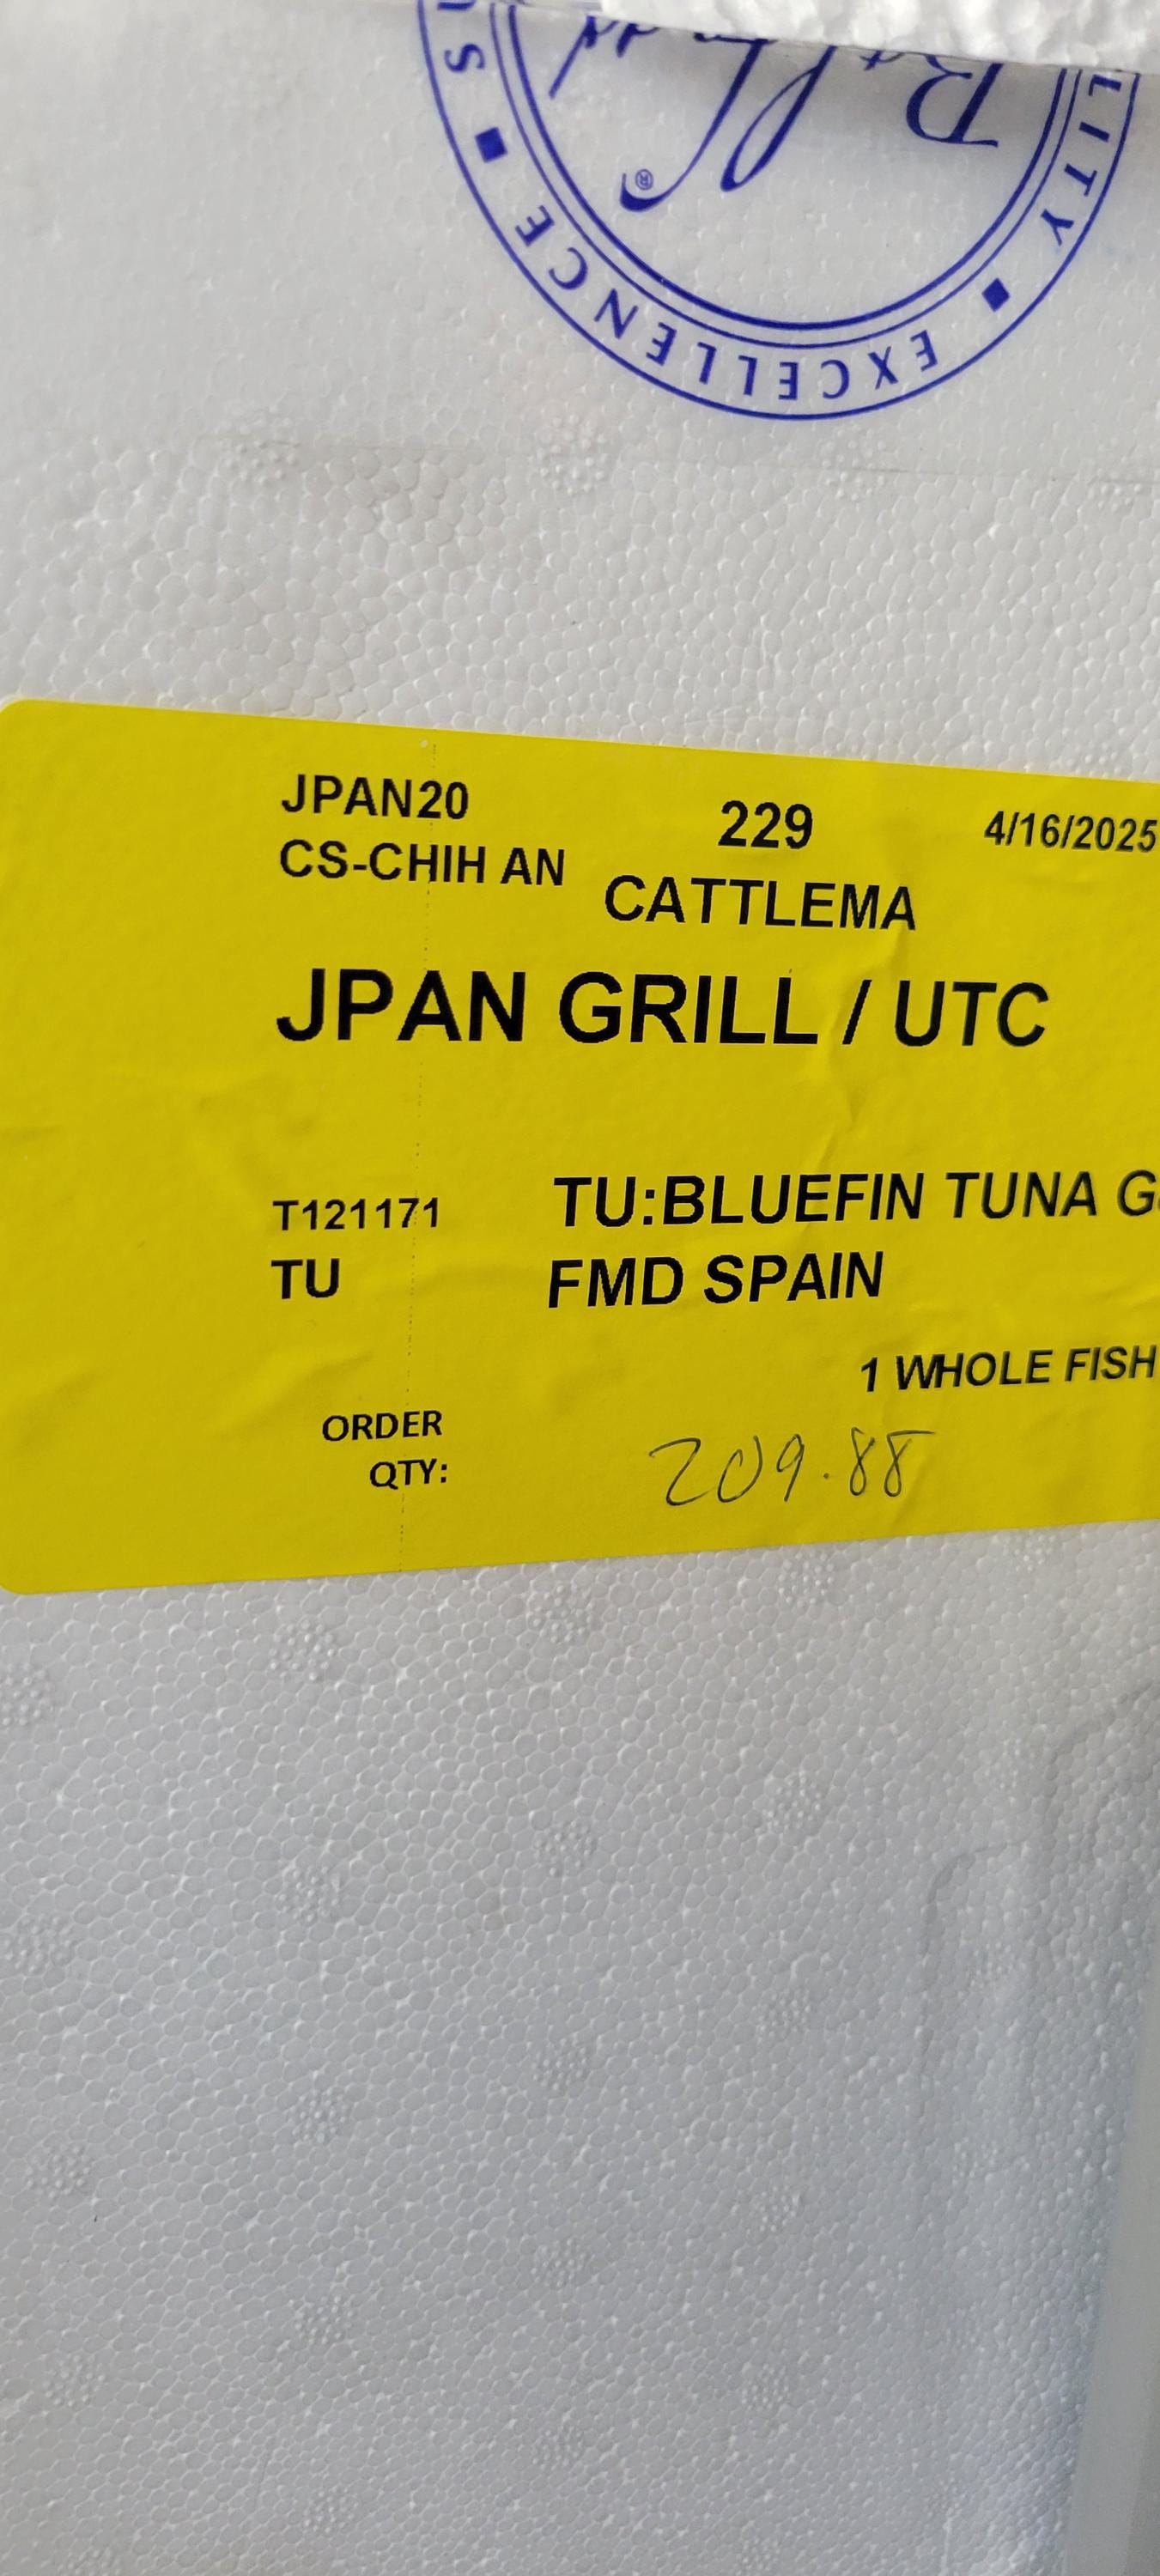 EXCELLENCE ■ EXCELLENCE ■
®
JPAN20 229 4/16/2025
CS-CHIH AN CATTLEMA
JPAN GRILL / UTC
T121171 TU:BLUEFIN TUNA G
TU FMD SPAIN
1 WHOLE FISH
ORDER
QTY: 209.88